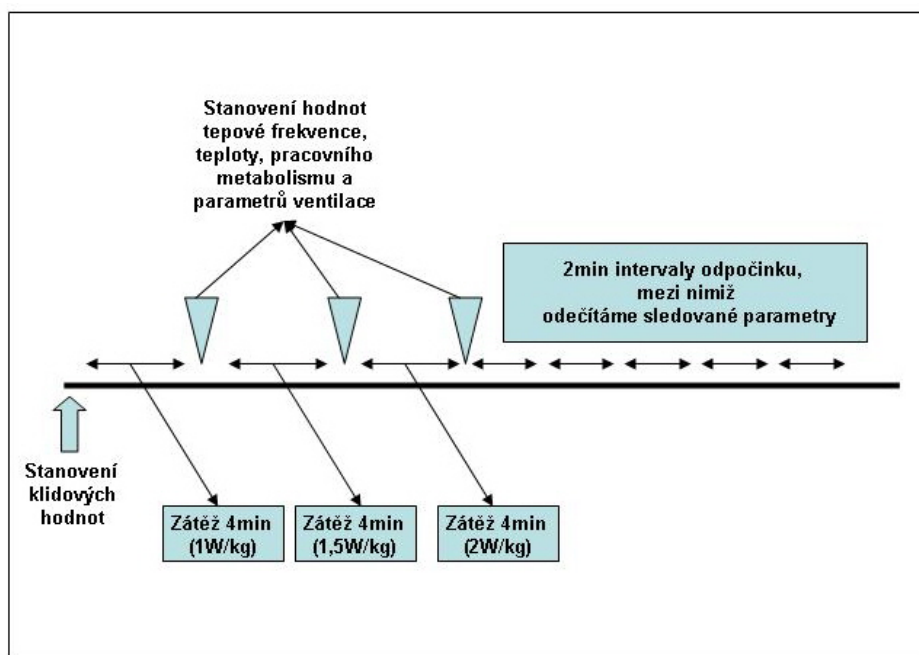 Stanovení hodnot
tepové frekvence,
teploty, pracovního
metabolismu a
parametrů ventilace
2min intervaly odpočinku,
mezi nimiž
odečítáme sledované parametry
Stanovení
klidových
hodnot
Zátěž 4min
(1W/kg)
Zátěž 4min
(1,5W/kg)
Zátěž 4min
(2W/kg)